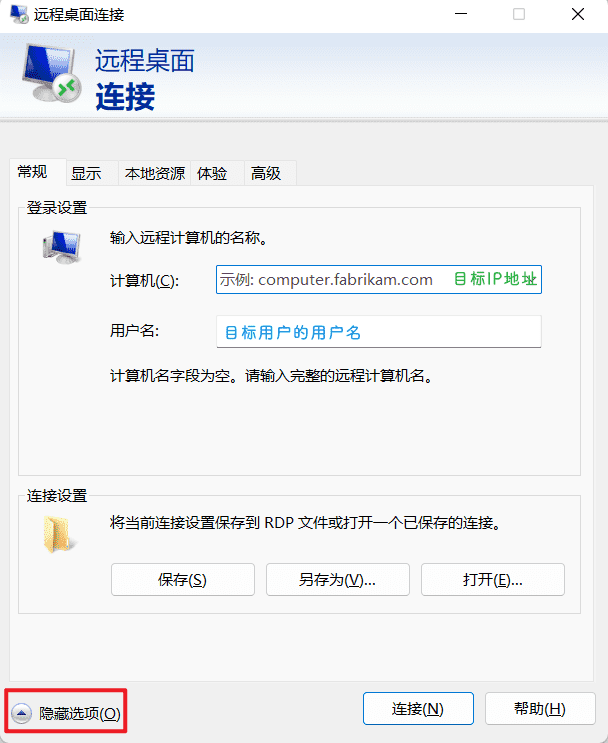 远程桌面连接
远程桌面
连接
常规 显示 本地资源 体验 高级
登录设置
输入远程计算机的名称。
计算机(C): 示例: computer.fabrikam.com 目标IP地址
用户名: 目标用户的用户名
计算机名字段为空。请输入完整的远程计算机名。
连接设置
将当前连接设置保存到 RDP 文件或打开一个已保存的连接。
保存(S) 另存为(V)... 打开(E)...
隐藏选项(O) 连接(N) 帮助(H)